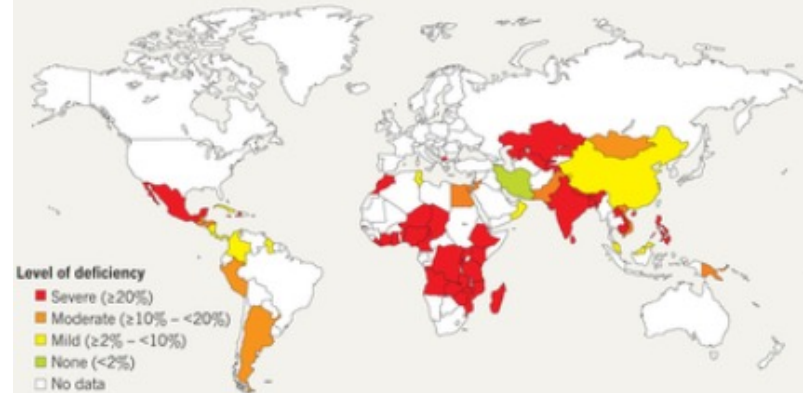 Level of deficiency
Severe (≥20%)
Moderate (≥10% – <20%)
Mild (≥2% – <10%)
None (<2%)
No data